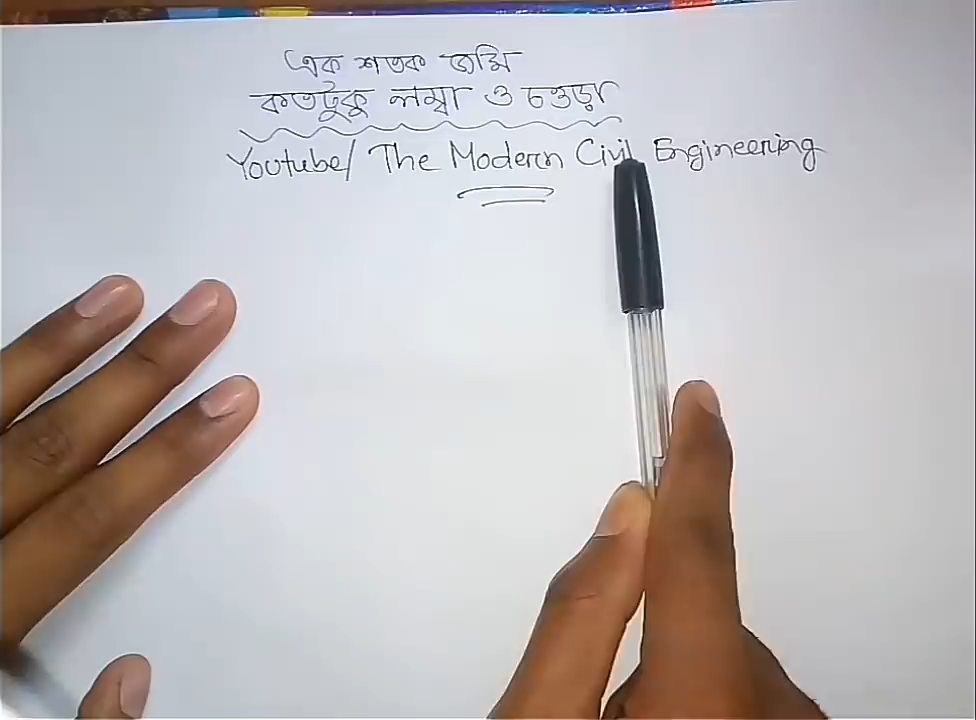 এক শতক জমি
কতটুকু লম্বা ও চওড়া
Youtube/ The Modern Civil Engineering